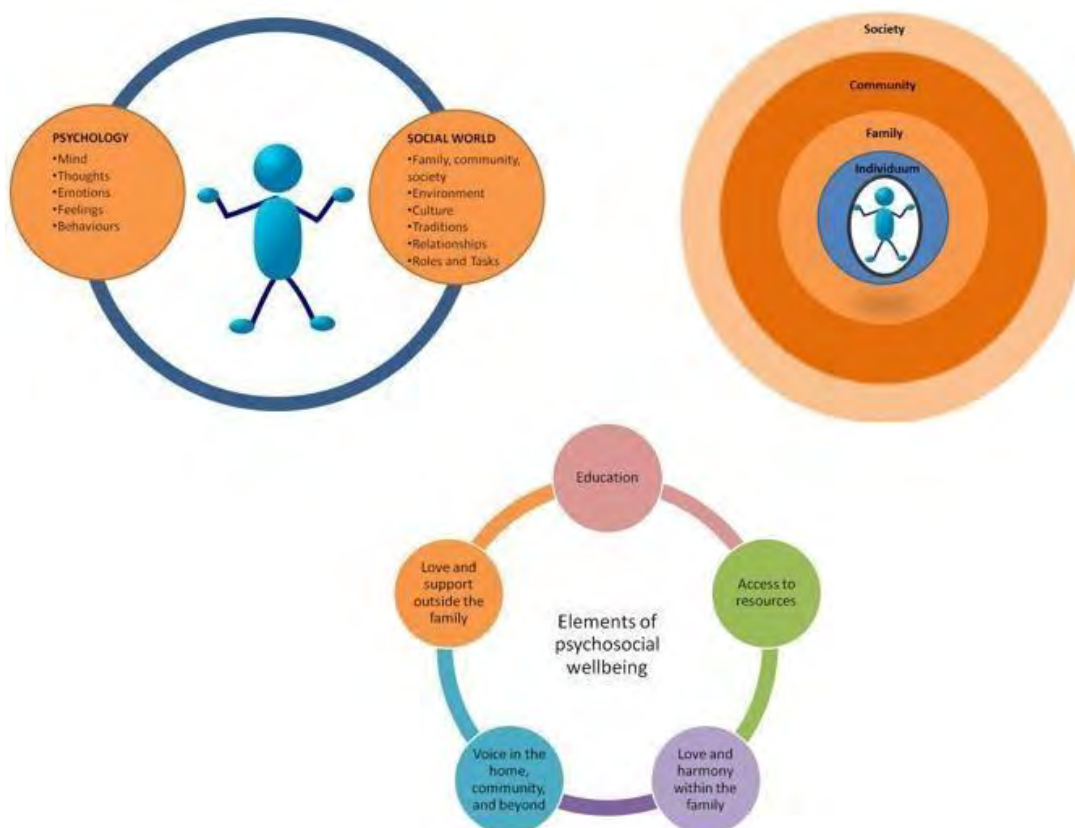 PSYCHOLOGY
•Mind
•Thoughts
•Emotions
•Feelings
•Behaviours
SOCIAL WORLD
•Family, community,
society
•Environment
•Culture
•Traditions
•Relationships
•Roles and Tasks
Society
Community
Family
Individuum
Education
Love and
support
outside the
family
Access to
resources
Elements of
psychosocial
wellbeing
Voice in the
home,
community,
and beyond
Love and
harmony
within the
family